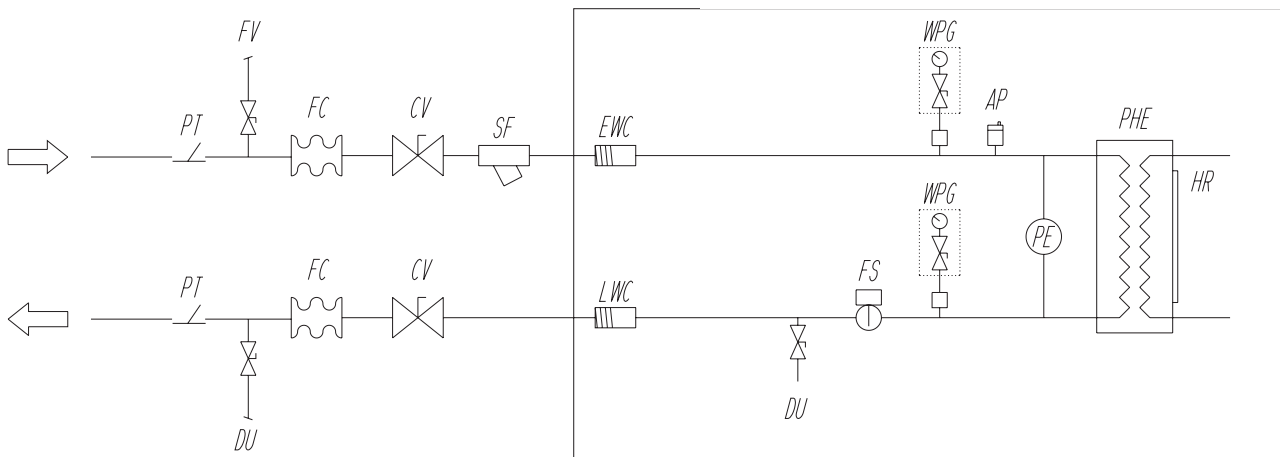 FV
WPG
PT
FC
CV
SF
EWC
AP
PHE
HR
WPG
PE
PT
FC
CV
LWC
FS
DU
DU